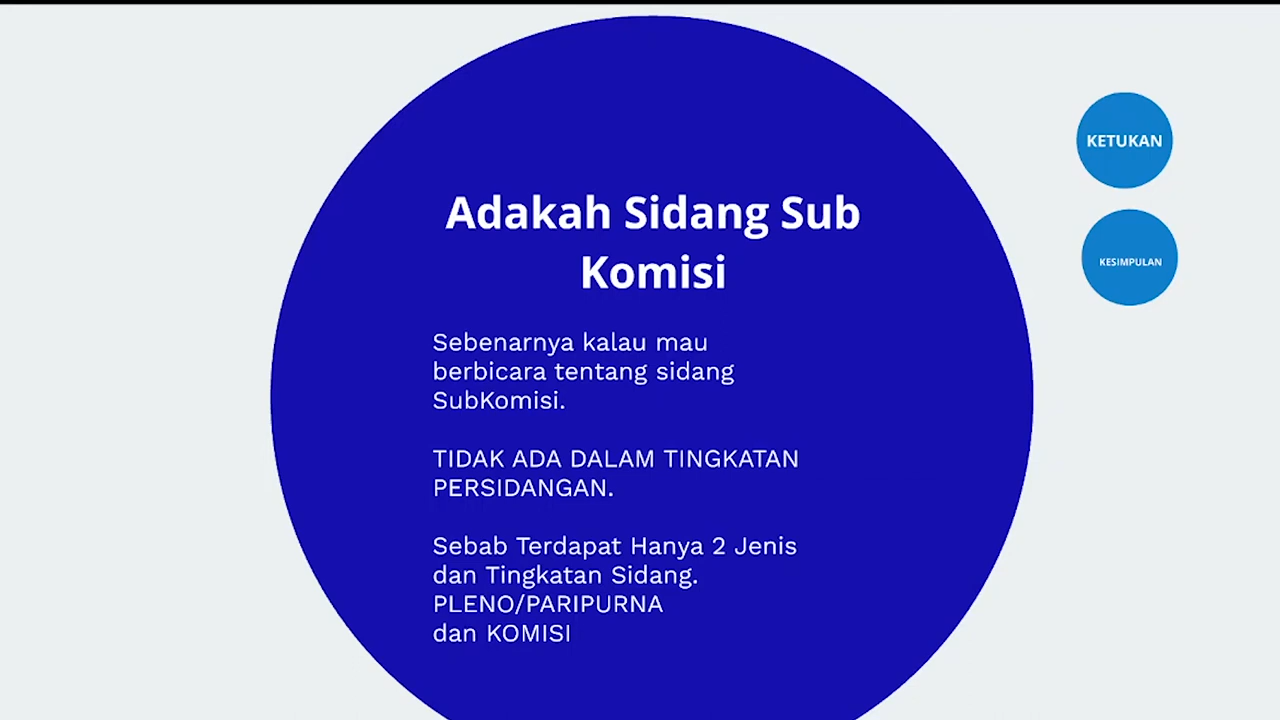 Adakah Sidang Sub
Komisi
Sebenarnya kalau mau
berbicara tentang sidang
SubKomisi.
TIDAK ADA DALAM TINGKATAN
PERSIDANGAN.
Sebab Terdapat Hanya 2 Jenis
dan Tingkatan Sidang.
PLENO/PARIPURNA
dan KOMISI
KETUKAN
KESIMPULAN